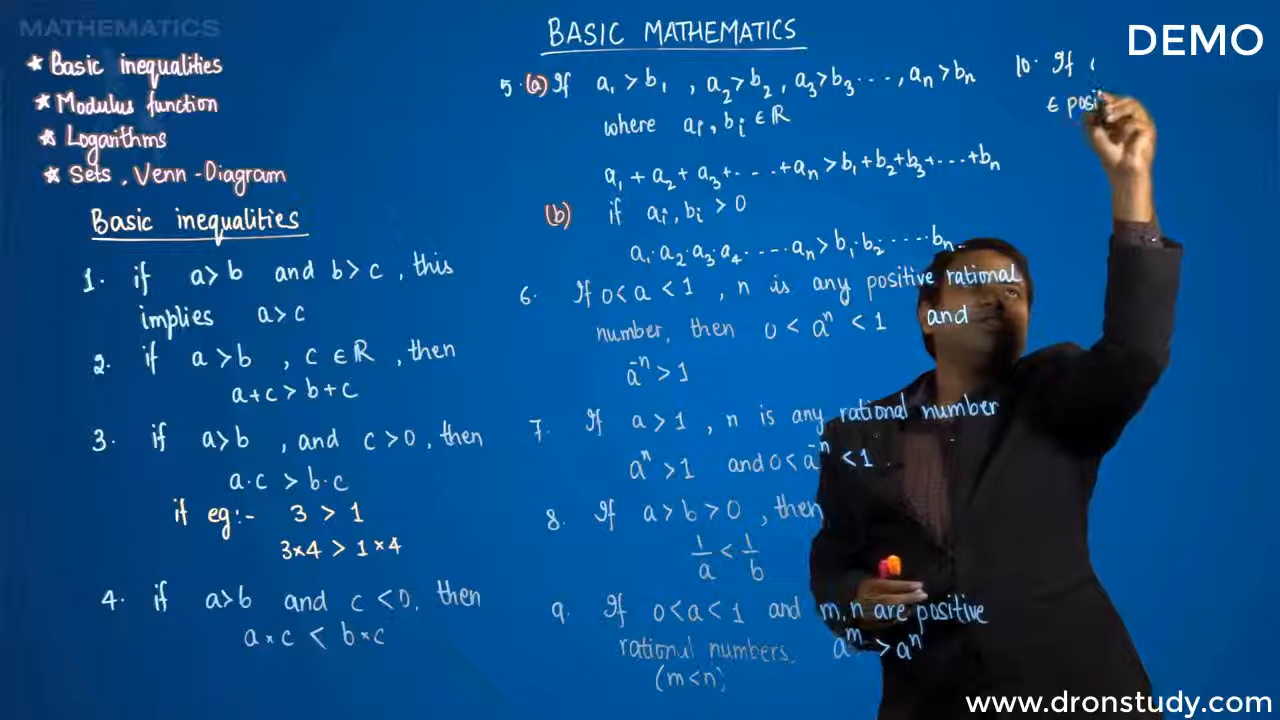 MATHEMATICS
BASIC MATHEMATICS
DEMO
* Basic inequalities
* Modulus function
* Logarithms
* Sets, Venn-Diagram
Basic inequalities
1. if a>b and b>c, this
implies a>c
2. if a>b, c∈ℝ, then
a+c>b+c
3. if a>b, and c>0, then
a·c > b·c
if eg:- 3 > 1
3×4 > 1×4
4. if a>b and c<0, then
a×c < b×c
5. (a) If a₁>b₁, a₂>b₂, a₃>b₃..., aₙ>bₙ
where aᵢ, bᵢ ∈ℝ
a₁+a₂+a₃+...+aₙ>b₁+b₂+b₃+...+bₙ
(b) if aᵢ, bᵢ > 0
a₁·a₂·a₃·a₄.....aₙ>b₁·b₂.....bₙ
6. If 0<a<1, n is any positive rational
number, then 0 < aⁿ < 1 and
a⁻ⁿ>1
7. If a>1, n is any rational number
aⁿ>1 and 0<a⁻ⁿ<1.
8. If a>b>0, then
1/a < 1/b
9. If 0<a<1 and m, n are positive
rational numbers, aᵐ>aⁿ
(m<n)
10. If
∈ posi
www.dronstudy.com